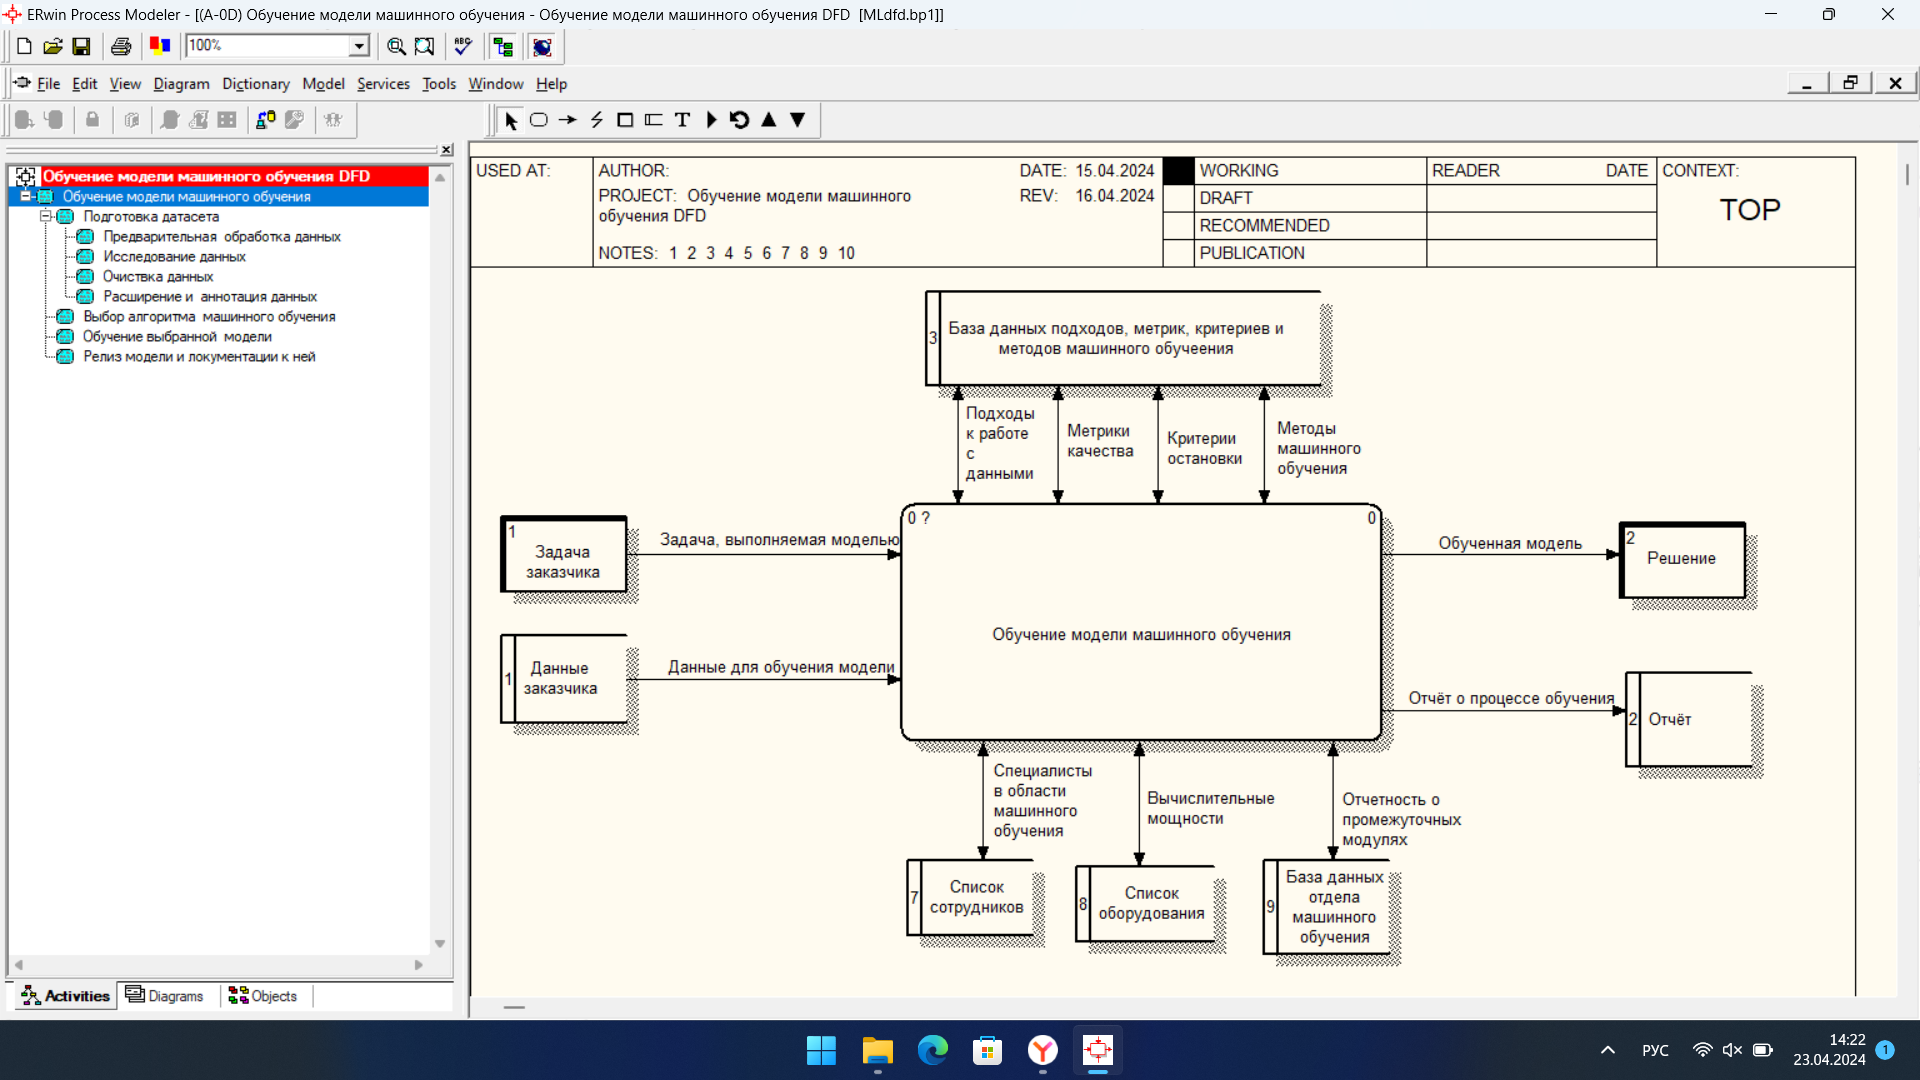 ERwin Process Modeler - [(A-0D) Обучение модели машинного обучения - Обучение модели машинного обучения DFD  [MLdfd.bp1]]
100%
ABC
File Edit View Diagram Dictionary Model Services Tools Window Help
T
Обучение модели машинного обучения DFD
Обучение модели машинного обучения
Подготовка датасета
Предварительная обработка данных
Исследование данных
Очиствка данных
Расширение и аннотация данных
Выбор алгоритма машинного обучения
Обучение выбранной модели
Релиз модели и локументации к ней
Activities Diagrams Objects
USED AT:
AUTHOR:
DATE: 15.04.2024
PROJECT: Обучение модели машинного
обучения DFD
REV: 16.04.2024
NOTES: 1 2 3 4 5 6 7 8 9 10
WORKING
DRAFT
RECOMMENDED
PUBLICATION
READER DATE
CONTEXT:
TOP
3
База данных подходов, метрик, критериев и
методов машинного обучеения
Подходы
к работе
с
данными
Метрики
качества
Критерии
остановки
Методы
машинного
обучения
1
Задача
заказчика
Задача, выполняемая моделью
0 ?
0
Обучение модели машинного обучения
Обученная модель
2
Решение
1
Данные
заказчика
Данные для обучения модели
Отчёт о процессе обучения
2
Отчёт
Специалисты
в области
машинного
обучения
Вычислительные
мощности
Отчетность о
промежуточных
модулях
7
Список
сотрудников
8
Список
оборудования
9
База данных
отдела
машинного
обучения
РУС
14:22
23.04.2024
1